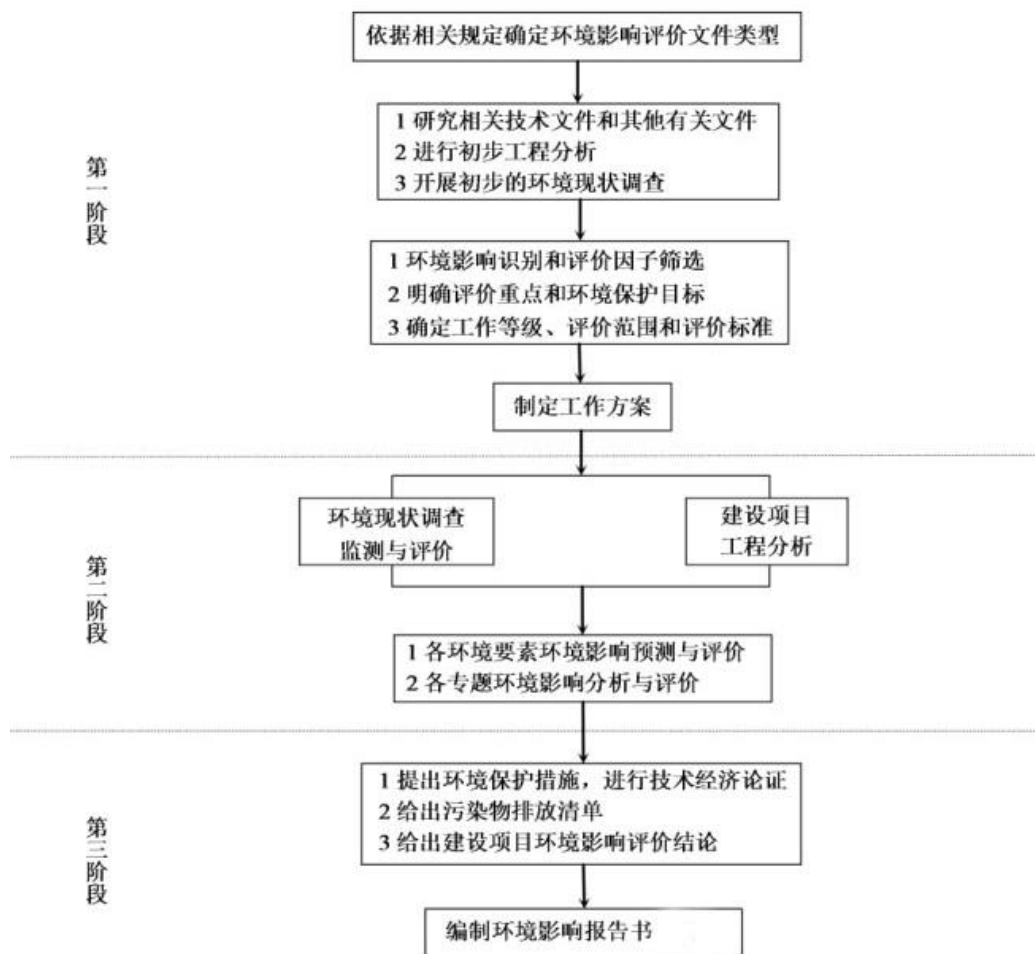 依据相关规定确定环境影响评价文件类型
1 研究相关技术文件和其他有关文件
2 进行初步工程分析
3 开展初步的环境现状调查
第一阶段
1 环境影响识别和评价因子筛选
2 明确评价重点和环境保护目标
3 确定工作等级、评价范围和评价标准
制定工作方案
环境现状调查
监测与评价
建设项目
工程分析
第二阶段
1 各环境要素环境影响预测与评价
2 各专题环境影响分析与评价
1 提出环境保护措施，进行技术经济论证
2 给出污染物排放清单
3 给出建设项目环境影响评价结论
第三阶段
编制环境影响报告书